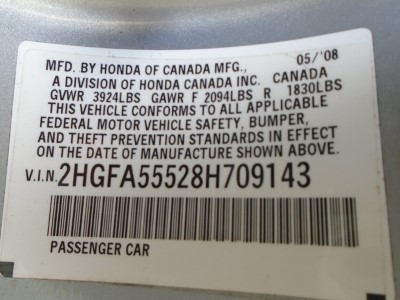 MFD. BY HONDA OF CANADA MFG., 05/'08
A DIVISION OF HONDA CANADA INC. CANADA
GVWR 3924LBS GAWR F 2094LBS R 1830LBS
THIS VEHICLE CONFORMS TO ALL APPLICABLE
FEDERAL MOTOR VEHICLE SAFETY, BUMPER,
AND THEFT PREVENTION STANDARDS IN EFFECT
ON THE DATE OF MANUFACTURE SHOWN ABOVE.
V.I.N. 2HGFA55528H709143
PASSENGER CAR